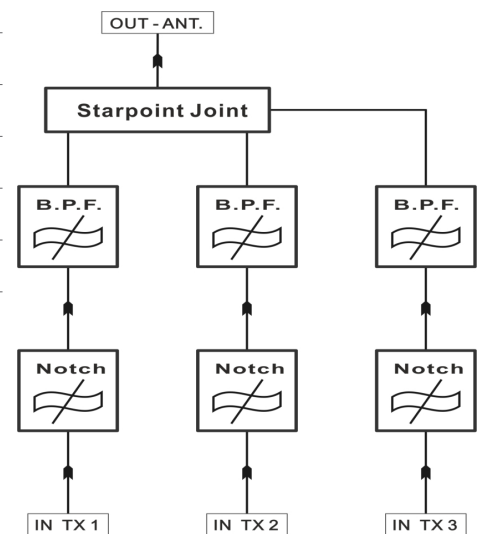 OUT - ANT.
Starpoint Joint
B.P.F. B.P.F. B.P.F.
Notch Notch Notch
IN TX 1 IN TX 2 IN TX 3